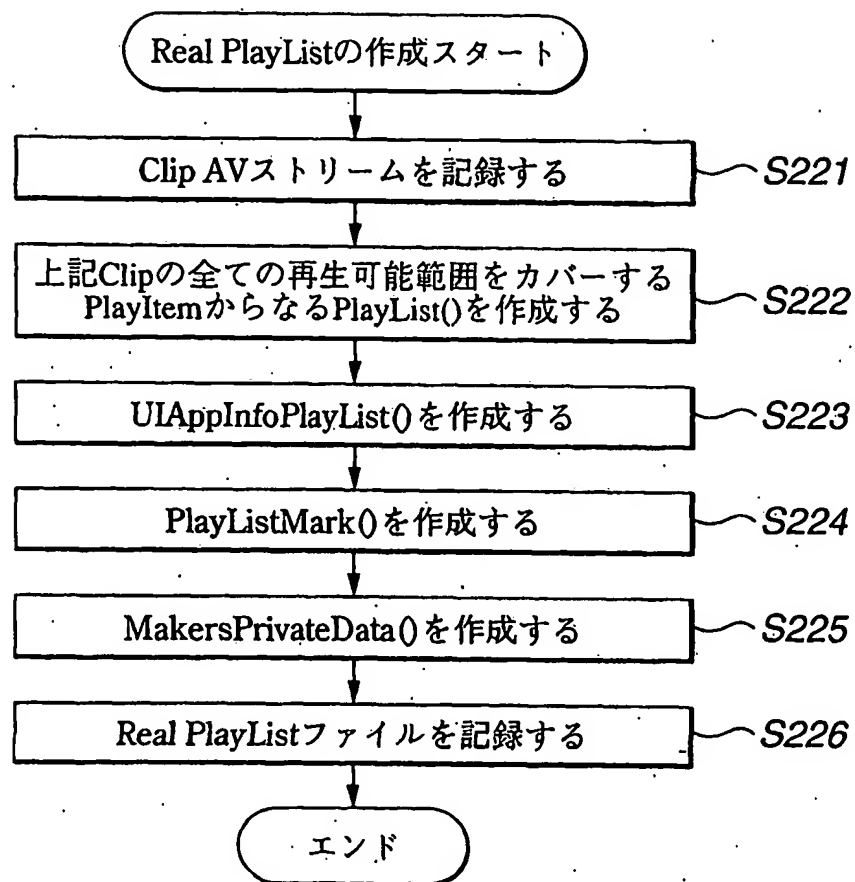 Real PlayListの作成スタート
Clip AVストリームを記録する
S221
上記Clipの全ての再生可能範囲をカバーする
PlayItemからなるPlayList()を作成する
S222
UIAppInfoPlayList()を作成する
S223
PlayListMark()を作成する
S224
MakersPrivateData()を作成する
S225
Real PlayListファイルを記録する
S226
エンド